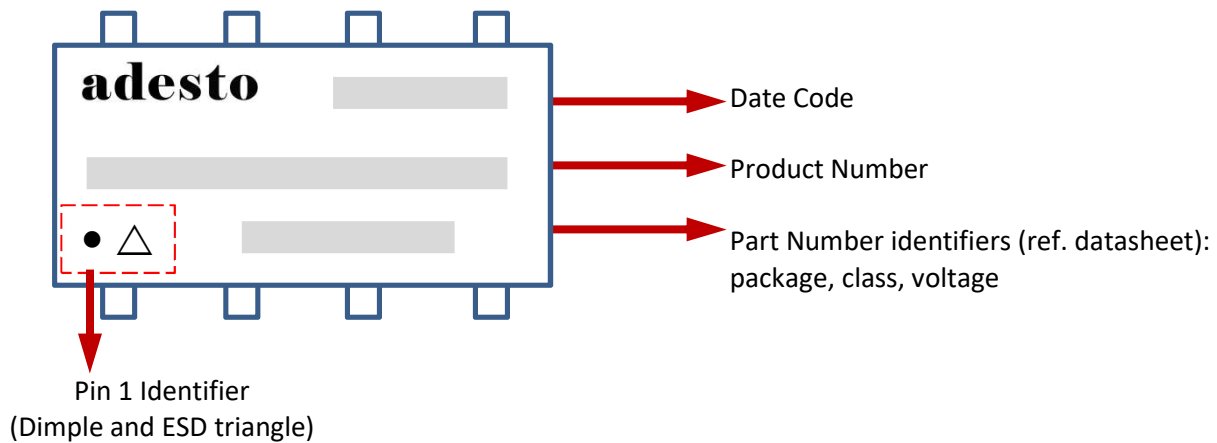 adesto
Date Code
Product Number
Part Number identifiers (ref. datasheet):
package, class, voltage
Pin 1 Identifier
(Dimple and ESD triangle)